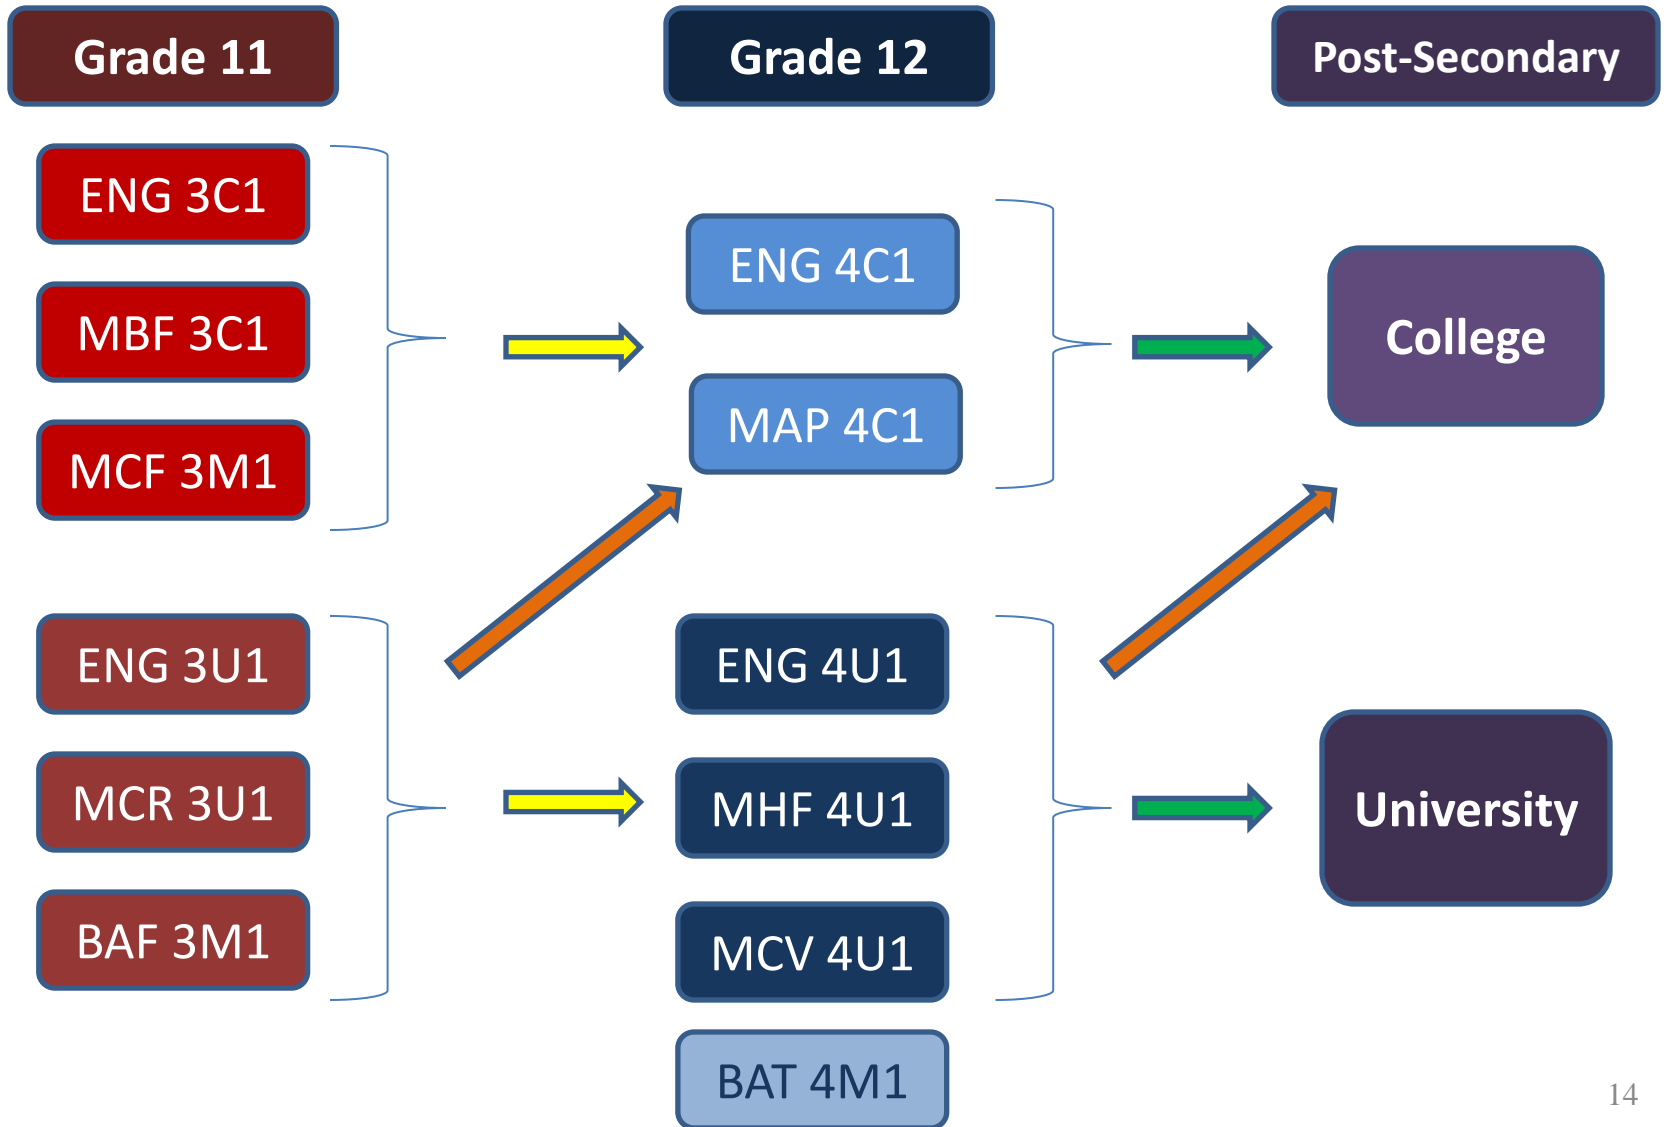 Grade 11
Grade 12
Post-Secondary
ENG 3C1
MBF 3C1
MCF 3M1
ENG 4C1
MAP 4C1
College
ENG 3U1
MCR 3U1
BAF 3M1
ENG 4U1
MHF 4U1
MCV 4U1
BAT 4M1
University
14